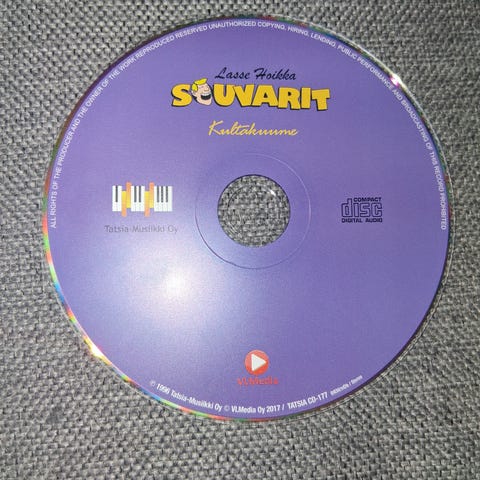 ALL RIGHTS OF THE PRODUCER AND THE OWNER OF THE WORK REPRODUCED RESERVED UNAUTHORIZED COPYING, HIRING, LENDING, PUBLIC PERFORMANCE AND BROADCASTING OF THIS RECORD PROHIBITED
Lasse Hoikka
SOUVARIT
Kultakuume
Tatsia-Musiikki Oy
COMPACT
disc
DIGITAL AUDIO
VLMedia
℗ 1996 Tatsia-Musiikki Oy © VLMedia Oy 2017 / TATSIA CD-177